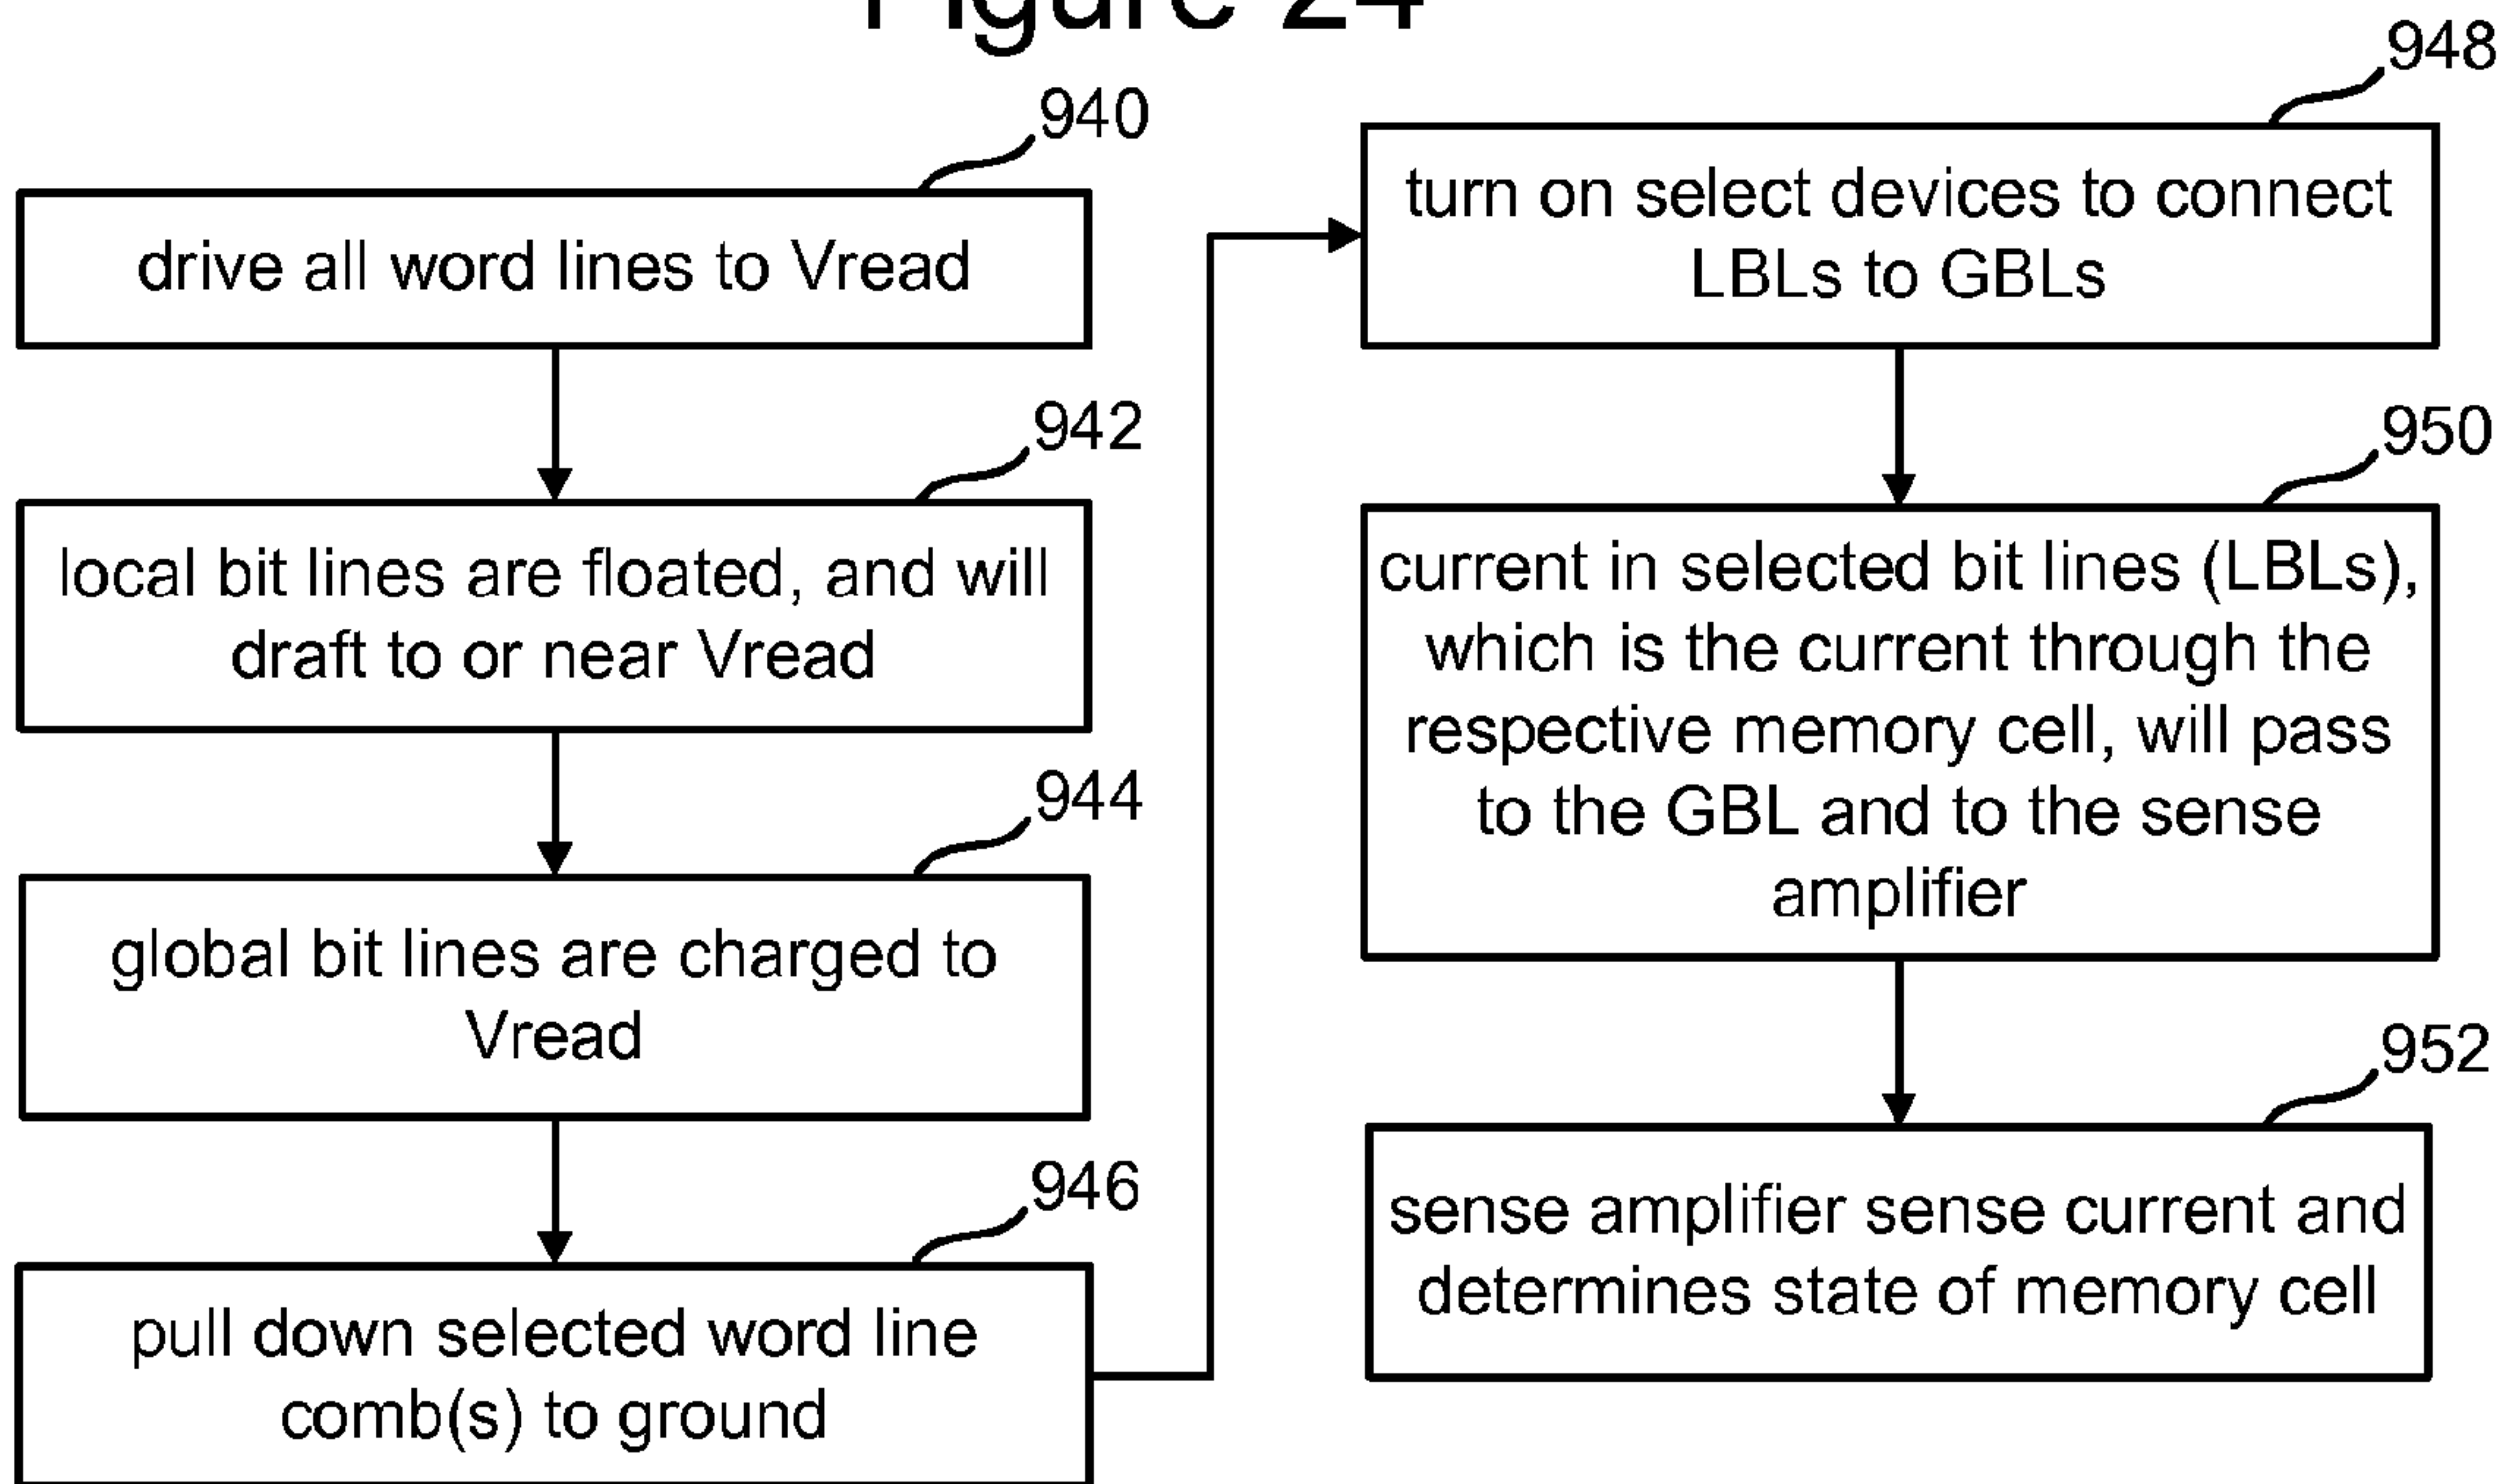 Figure 24
940
drive all word lines to Vread
942
local bit lines are floated, and will
draft to or near Vread
944
global bit lines are charged to
Vread
946
pull down selected word line
comb(s) to ground
948
turn on select devices to connect
LBLs to GBLs
950
current in selected bit lines (LBLs),
which is the current through the
respective memory cell, will pass
to the GBL and to the sense
amplifier
952
sense amplifier sense current and
determines state of memory cell